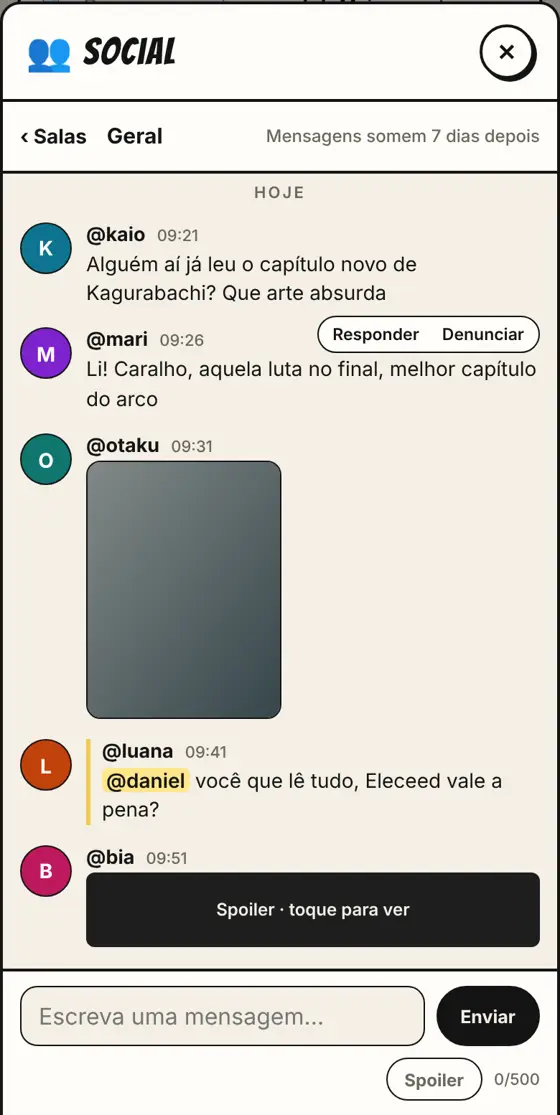 👥 SOCIAL
×
‹ Salas Geral Mensagens somem 7 dias depois
HOJE
K
@kaio 09:21
Alguém aí já leu o capítulo novo de
Kagurabachi? Que arte absurda
Responder Denunciar
M
@mari 09:26
Li! Caralho, aquela luta no final, melhor capítulo
do arco
O
@otaku 09:31
L
@luana 09:41
@daniel você que lê tudo, Eleceed vale a
pena?
B
@bia 09:51
Spoiler · toque para ver
Escreva uma mensagem...
Enviar
Spoiler 0/500